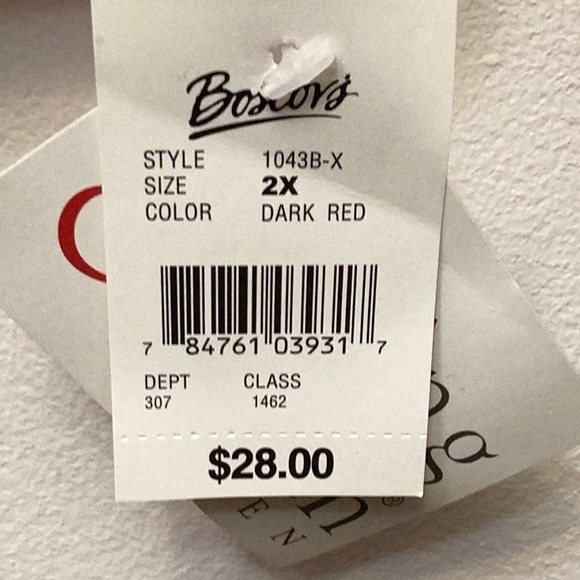 Boscov's
STYLE 1043B-X
SIZE 2X
COLOR DARK RED
7 84761 03931 7
DEPT CLASS
307 1462
$28.00